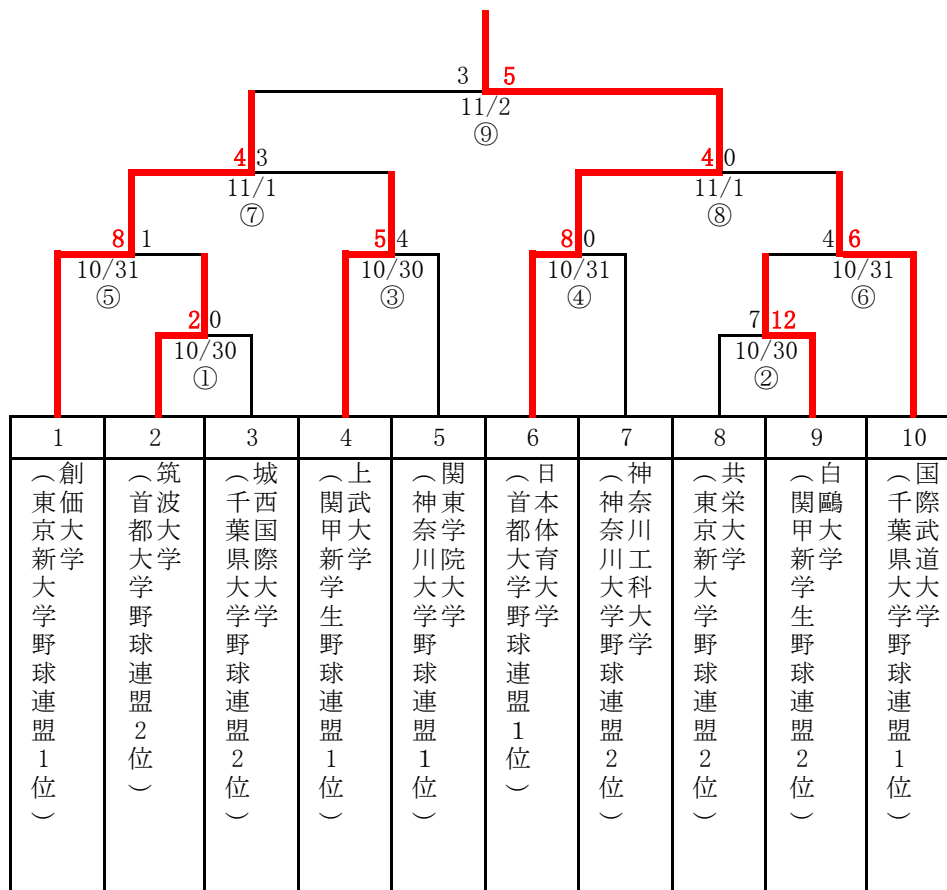 3 5
11/2
⑨
4 3
11/1
⑦
4 0
11/1
⑧
8 1
10/31
⑤
5 4
10/30
③
8 0
10/31
④
4 6
10/31
⑥
2 0
10/30
①
7 12
10/30
②
1 2 3 4 5 6 7 8 9 10
創価大学
（東京新大学野球連盟1位）
筑波大学
（首都大学野球連盟2位）
城西国際大学
（千葉県大学野球連盟2位）
上武大学
（関甲新学生野球連盟1位）
関東学院大学
（神奈川大学野球連盟1位）
日本体育大学
（首都大学野球連盟1位）
神奈川工科大学
（神奈川大学野球連盟2位）
共栄大学
（東京新大学野球連盟2位）
白鷗大学
（関甲新学生野球連盟2位）
国際武道大学
（千葉県大学野球連盟1位）